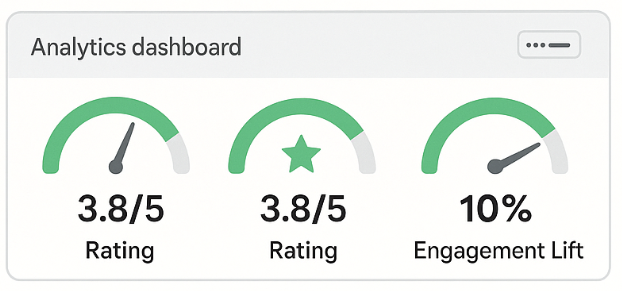 Analytics dashboard
3.8/5
Rating
3.8/5
Rating
10%
Engagement Lift